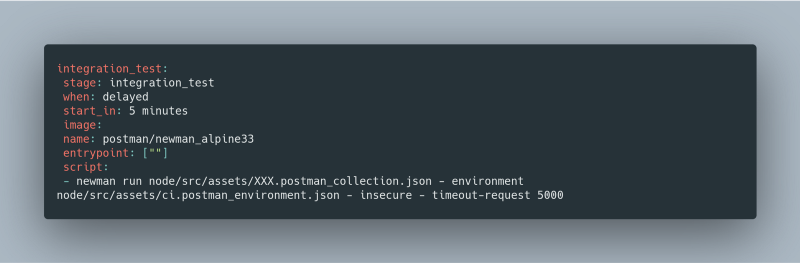 integration_test:
stage: integration_test
when: delayed
start_in: 5 minutes
image:
name: postman/newman_alpine33
entrypoint: [""]
script:
- newman run node/src/assets/XXX.postman_collection.json – environment
node/src/assets/ci.postman_environment.json – insecure – timeout-request 5000